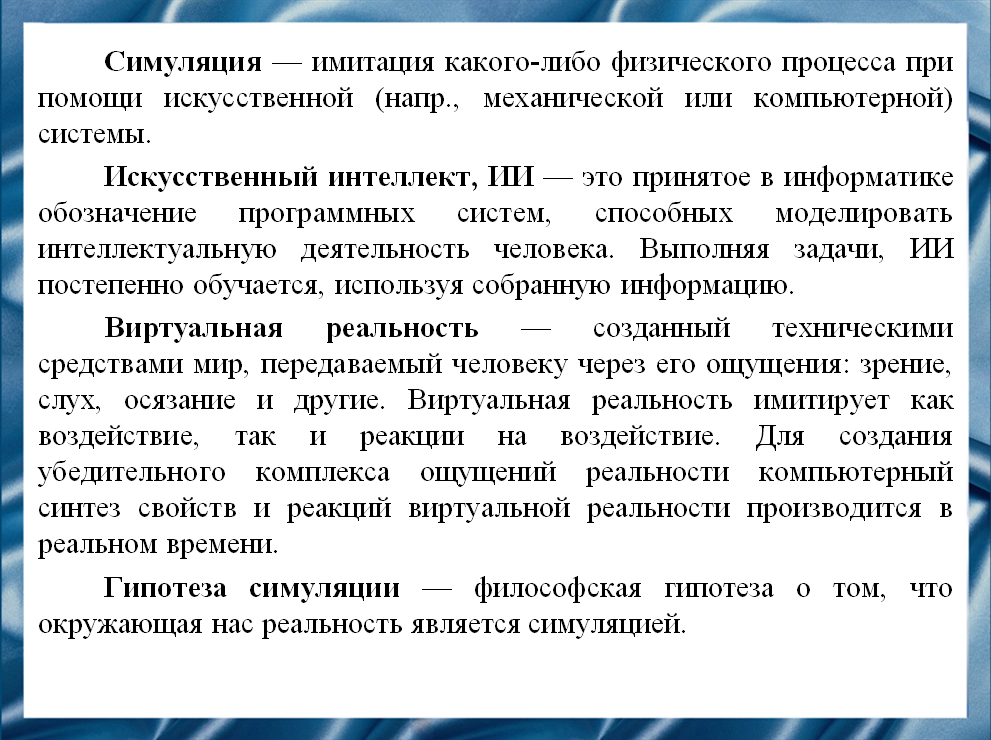 Симуляция — имитация какого-либо физического процесса при
помощи искусственной (напр., механической или компьютерной)
системы.
Искусственный интеллект, ИИ — это принятое в информатике
обозначение программных систем, способных моделировать
интеллектуальную деятельность человека. Выполняя задачи, ИИ
постепенно обучается, используя собранную информацию.
Виртуальная реальность — созданный техническими
средствами мир, передаваемый человеку через его ощущения: зрение,
слух, осязание и другие. Виртуальная реальность имитирует как
воздействие, так и реакции на воздействие. Для создания
убедительного комплекса ощущений реальности компьютерный
синтез свойств и реакций виртуальной реальности производится в
реальном времени.
Гипотеза симуляции — философская гипотеза о том, что
окружающая нас реальность является симуляцией.